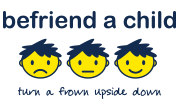 befriend a child
turn a frown upside down